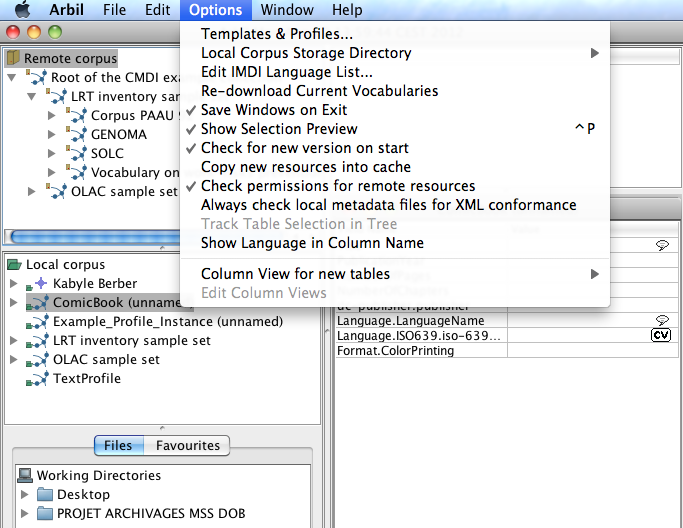 Arbil File Edit Options Window Help
Templates & Profiles...
Local Corpus Storage Directory
Edit IMDI Language List...
Re-download Current Vocabularies
Save Windows on Exit
Show Selection Preview ^P
Check for new version on start
Copy new resources into cache
Check permissions for remote resources
Always check local metadata files for XML conformance
Track Table Selection in Tree
Show Language in Column Name
Column View for new tables
Edit Column Views
Remote corpus
Root of the CMDI exa
LRT inventory sam
Corpus PAAU
GENOMA
SOLC
Vocabulary on
OLAC sample set
Local corpus
Kabyle Berber
ComicBook (unname
Example_Profile_Instance (unnamed)
LRT inventory sample set
OLAC sample set
TextProfile
dc-publisher.publisher
Language.LanguageName
Language.ISO639.iso-639...
CV
Format.ColorPrinting
Files Favourites
Working Directories
Desktop
PROJET ARCHIVAGES MSS DOB